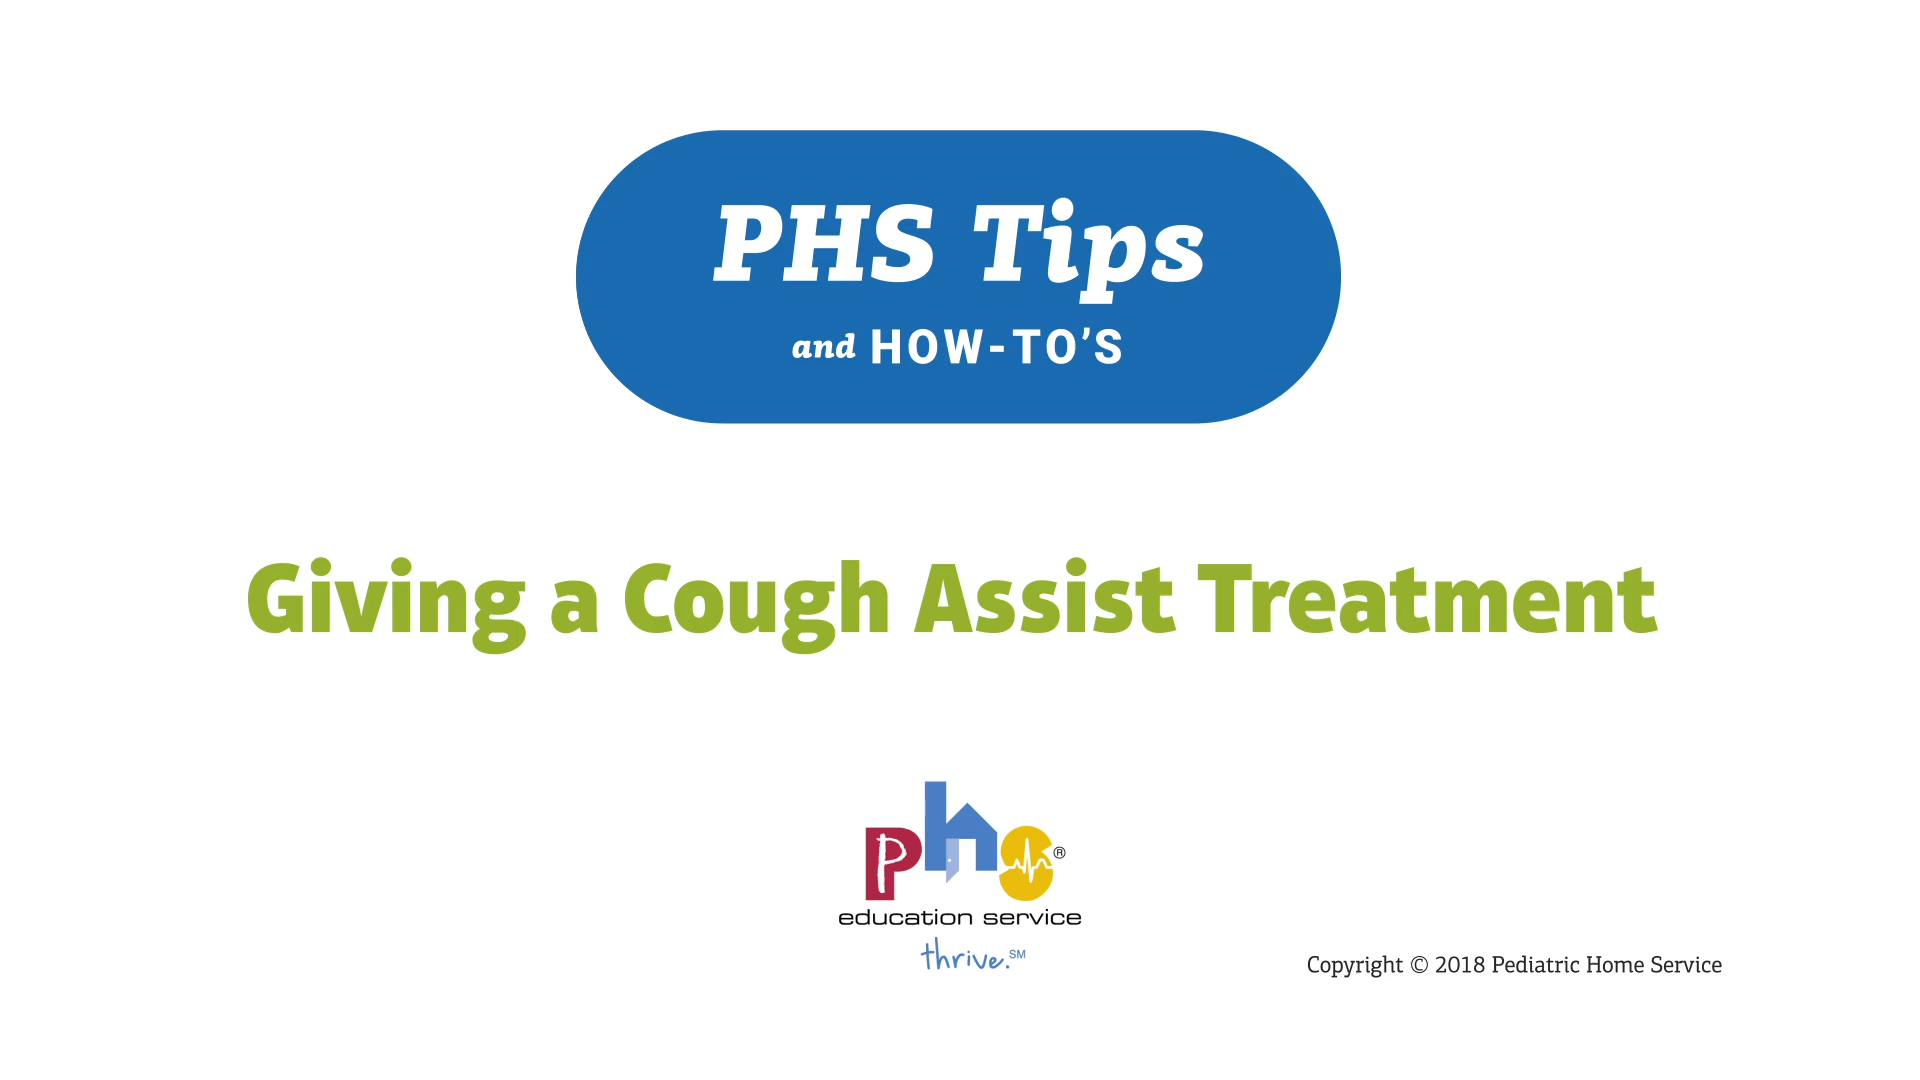 PHS Tips
and HOW-TO'S
Giving a Cough Assist Treatment
phs®
education service
thrive.SM
Copyright © 2018 Pediatric Home Service